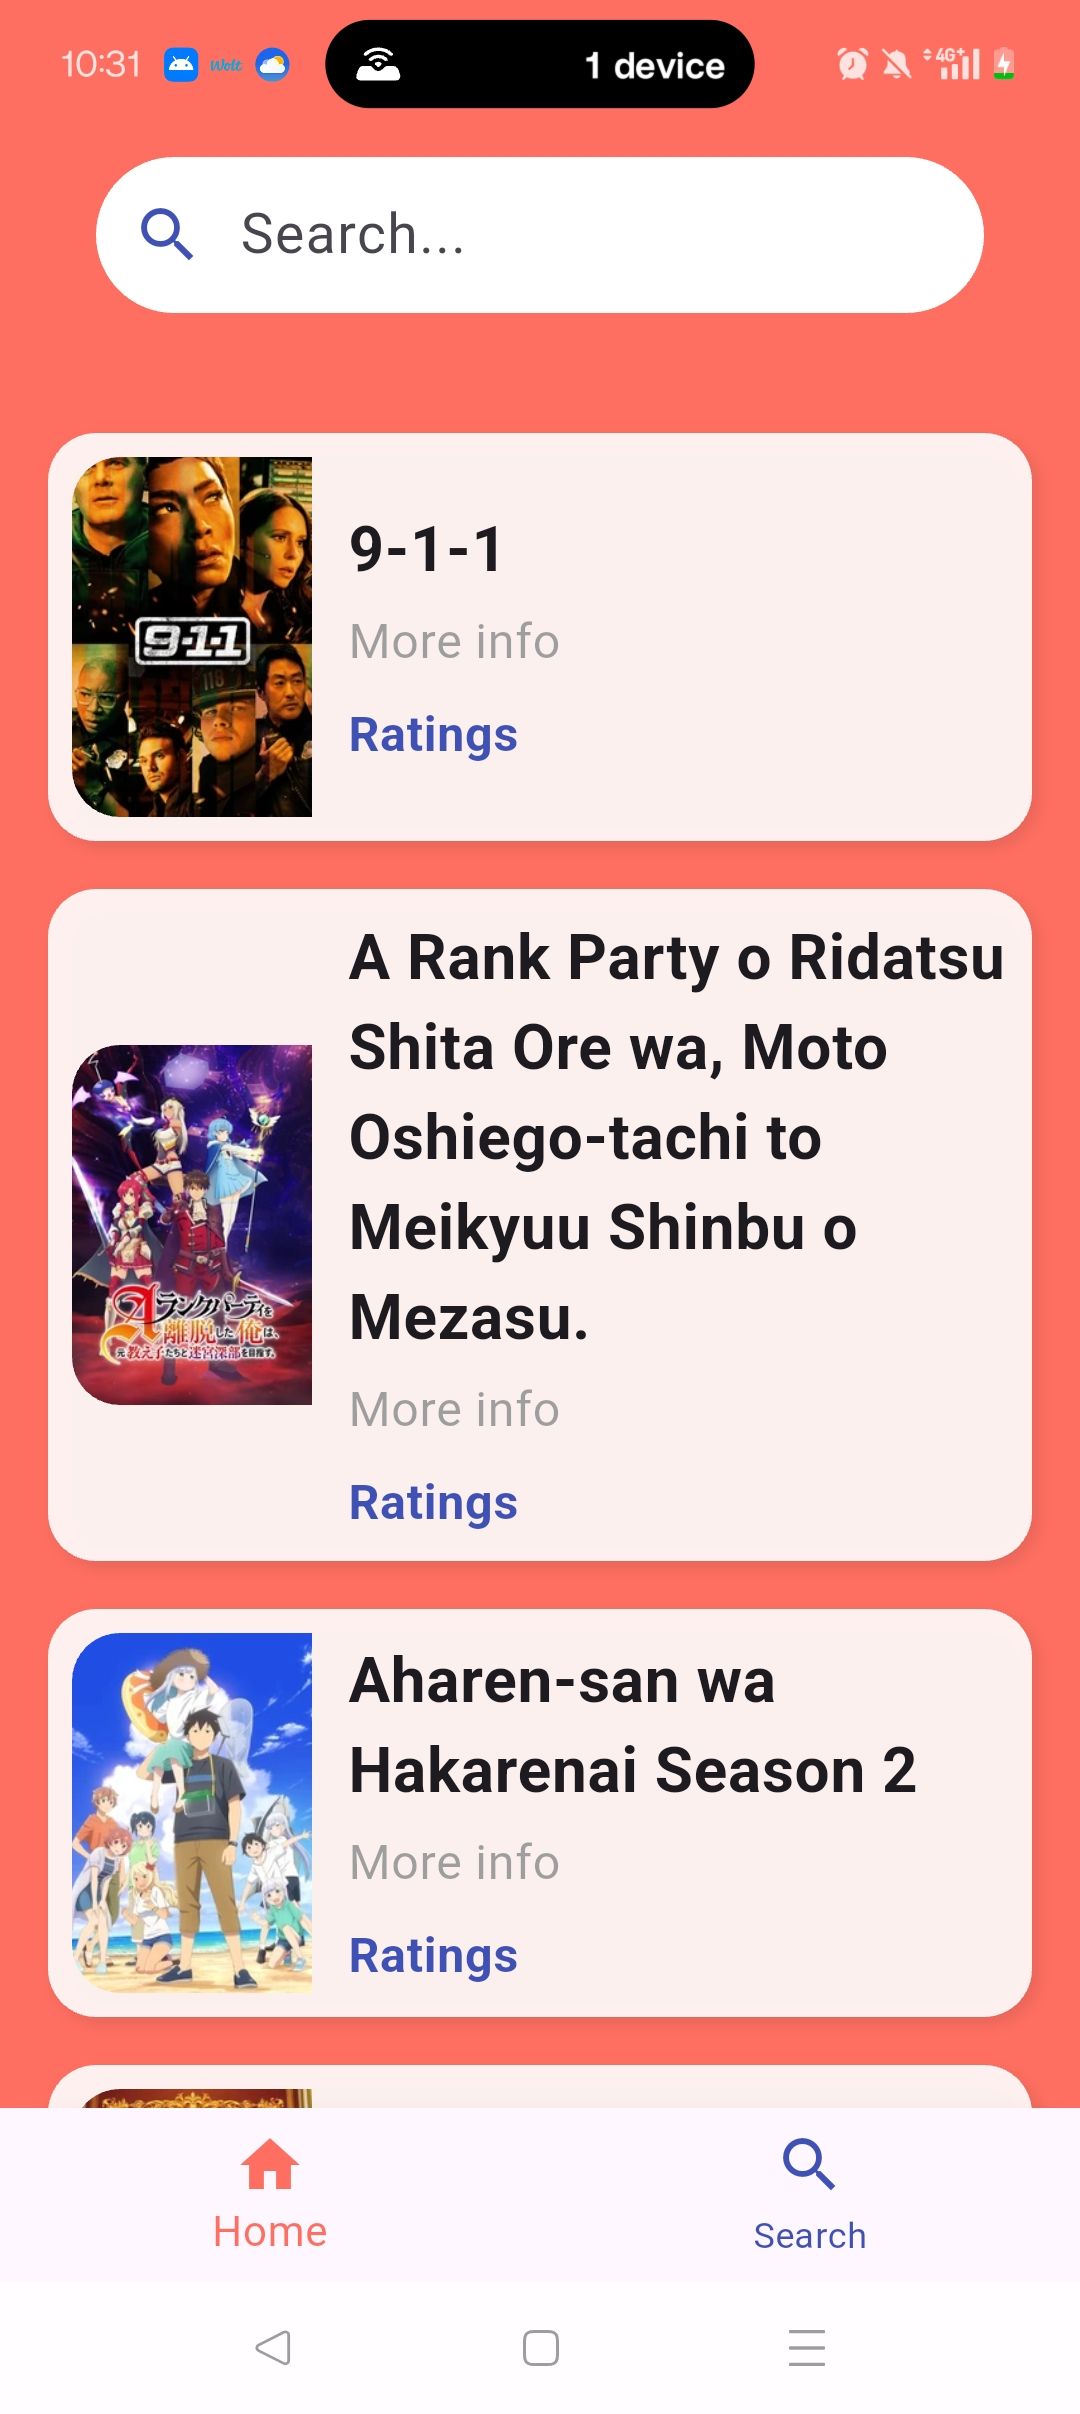 10:31 Wolt 1 device 4G+
Search...
9-1-1
9-1-1
118
More info
Ratings
A Rank Party o Ridatsu
Shita Ore wa, Moto
Oshiego-tachi to
Meikyuu Shinbu o
Mezasu.
Aランクパーティを
離脱した俺は、
元教え子たちと迷宮深部を目指す。
More info
Ratings
Aharen-san wa
Hakarenai Season 2
More info
Ratings
Home
Search